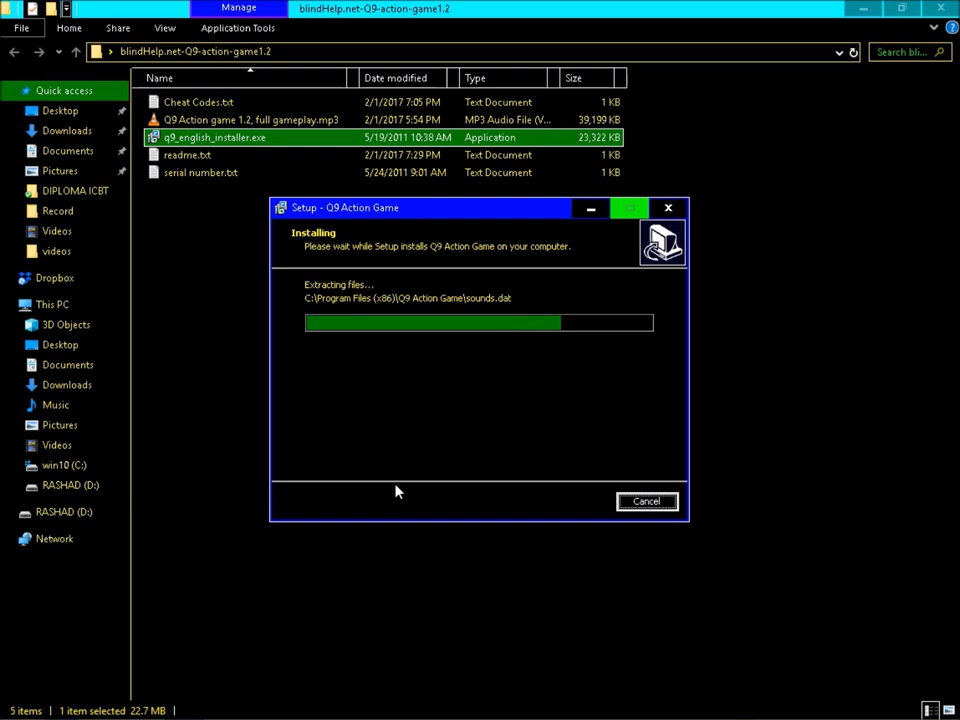 Manage
blindHelp.net-Q9-action-game1.2
File
Home
Share
View
Application Tools
blindHelp.net-Q9-action-game1.2
Search bli...
Name
Date modified
Type
Size
Cheat Codes.txt 2/1/2017 7:05 PM Text Document 1 KB
Q9 Action game 1.2, full gameplay.mp3 2/1/2017 5:54 PM MP3 Audio File (V... 39,199 KB
q9_english_installer.exe 5/19/2011 10:38 AM Application 23,322 KB
readme.txt 2/1/2017 7:29 PM Text Document 1 KB
serial number.txt 5/24/2011 9:01 AM Text Document 1 KB
Quick access
Desktop
Downloads
Documents
Pictures
DIPLOMA ICBT
Record
Videos
videos
Dropbox
This PC
3D Objects
Desktop
Documents
Downloads
Music
Pictures
Videos
win10 (C:)
RASHAD (D:)
RASHAD (D:)
Network
Setup - Q9 Action Game
Installing
Please wait while Setup installs Q9 Action Game on your computer.
Extracting files...
C:\Program Files (x86)\Q9 Action Game\sounds.dat
Cancel
5 items
1 item selected 22.7 MB